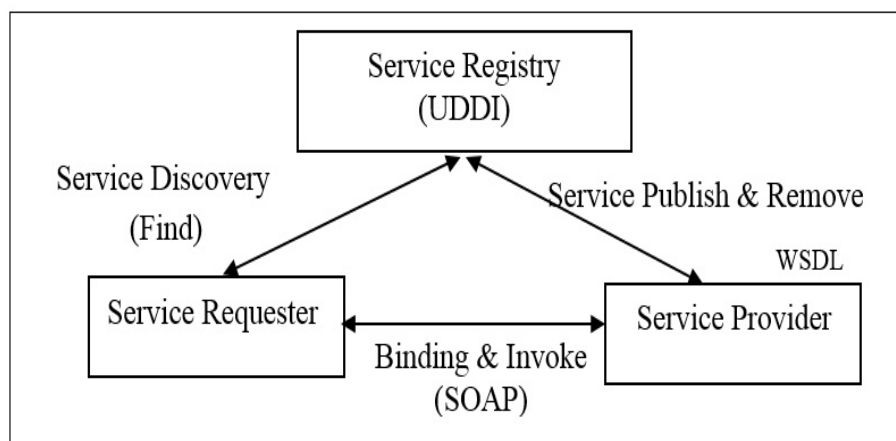 Service Registry
(UDDI)
Service Discovery
(Find)
Service Publish & Remove
WSDL
Service Requester
Service Provider
Binding & Invoke
(SOAP)